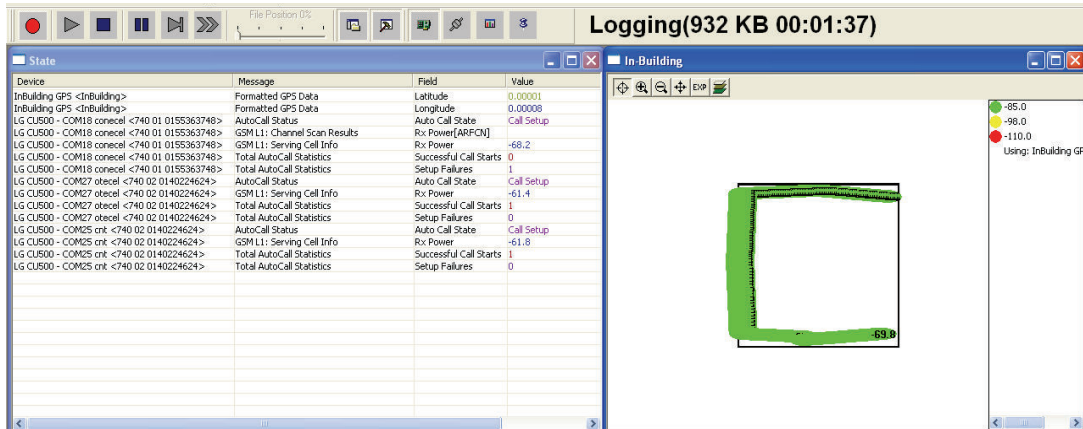 File Position 0%
Logging(932 KB 00:01:37)
State
Device Message Field Value
InBuilding GPS <InBuilding> Formatted GPS Data Latitude 0.00001
InBuilding GPS <InBuilding> Formatted GPS Data Longitude 0.00008
LG CU500 - COM18 conecel <740 01 0155363748> AutoCall Status Auto Call State Call Setup
LG CU500 - COM18 conecel <740 01 0155363748> GSM L1: Channel Scan Results Rx Power[ARFCN]
LG CU500 - COM18 conecel <740 01 0155363748> GSM L1: Serving Cell Info Rx Power -68.2
LG CU500 - COM18 conecel <740 01 0155363748> Total AutoCall Statistics Successful Call Starts 0
LG CU500 - COM18 conecel <740 01 0155363748> Total AutoCall Statistics Setup Failures 1
LG CU500 - COM27 otecel <740 02 0140224624> AutoCall Status Auto Call State Call Setup
LG CU500 - COM27 otecel <740 02 0140224624> GSM L1: Serving Cell Info Rx Power -61.4
LG CU500 - COM27 otecel <740 02 0140224624> Total AutoCall Statistics Successful Call Starts 1
LG CU500 - COM27 otecel <740 02 0140224624> Total AutoCall Statistics Setup Failures 0
LG CU500 - COM25 cnt <740 02 0140224624> AutoCall Status Auto Call State Call Setup
LG CU500 - COM25 cnt <740 02 0140224624> GSM L1: Serving Cell Info Rx Power -61.8
LG CU500 - COM25 cnt <740 02 0140224624> Total AutoCall Statistics Successful Call Starts 1
LG CU500 - COM25 cnt <740 02 0140224624> Total AutoCall Statistics Setup Failures 0
In-Building
EXP
-85.0
-98.0
-110.0
Using: InBuilding GP
-69.8